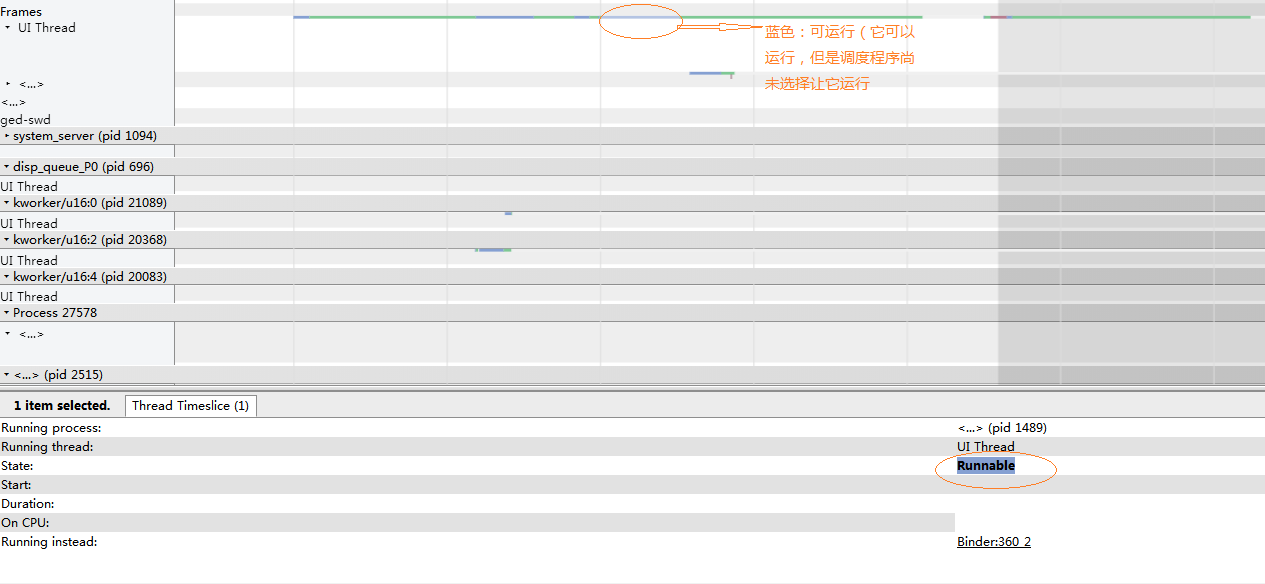 Frames
UI Thread
蓝色：可运行（它可以
运行，但是调度程序尚
未选择让它运行
<...>
<...>
ged-swd
system_server (pid 1094)
disp_queue_P0 (pid 696)
UI Thread
kworker/u16:0 (pid 21089)
UI Thread
kworker/u16:2 (pid 20368)
UI Thread
kworker/u16:4 (pid 20083)
UI Thread
Process 27578
<...>
<...> (pid 2515)
1 item selected. Thread Timeslice (1)
Running process: <...> (pid 1489)
Running thread: UI Thread
State: Runnable
Start:
Duration:
On CPU:
Running instead: Binder:360_2